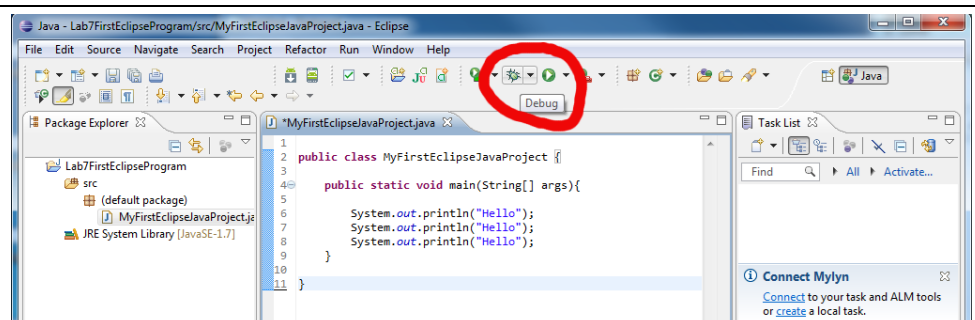 Java - Lab7FirstEclipseProgram/src/MyFirstEclipseJavaProject.java - Eclipse
File Edit Source Navigate Search Project Refactor Run Window Help
Java
Debug
Package Explorer
*MyFirstEclipseJavaProject.java
Task List
Lab7FirstEclipseProgram
src
(default package)
MyFirstEclipseJavaProject.ja
JRE System Library [JavaSE-1.7]
1
2 public class MyFirstEclipseJavaProject {
3
4 public static void main(String[] args){
5
6 System.out.println("Hello");
7 System.out.println("Hello");
8 System.out.println("Hello");
9 }
10
11 }
Find All Activate...
Connect Mylyn
Connect to your task and ALM tools
or create a local task.